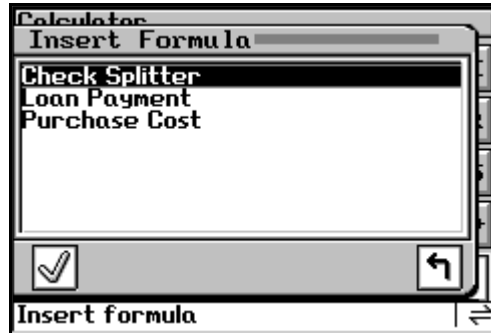 Calculator
Insert Formula
Check Splitter
Loan Payment
Purchase Cost
Insert formula